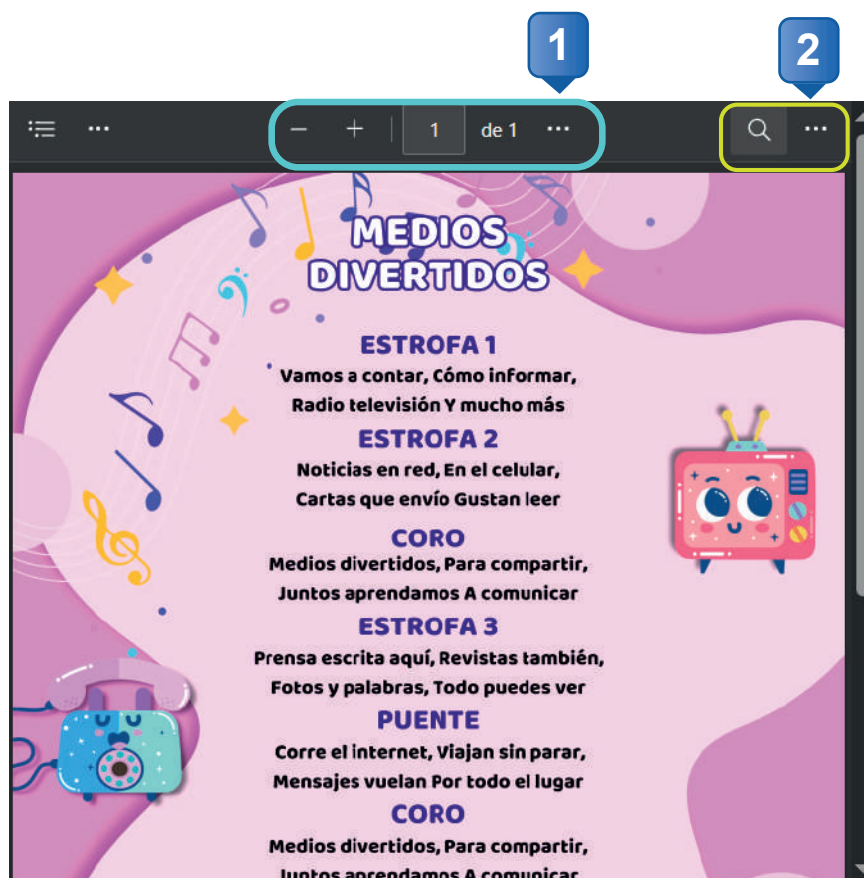 1
2
1 de 1
MEDIOS
DIVERTIDOS
ESTROFA 1
Vamos a contar, Cómo informar,
Radio televisión Y mucho más
ESTROFA 2
Noticias en red, En el celular,
Cartas que envío Gustan leer
CORO
Medios divertidos, Para compartir,
Juntos aprendamos A comunicar
ESTROFA 3
Prensa escrita aquí, Revistas también,
Fotos y palabras, Todo puedes ver
PUENTE
Corre el internet, Viajan sin parar,
Mensajes vuelan Por todo el lugar
CORO
Medios divertidos, Para compartir,
Juntos aprendamos A comunicar